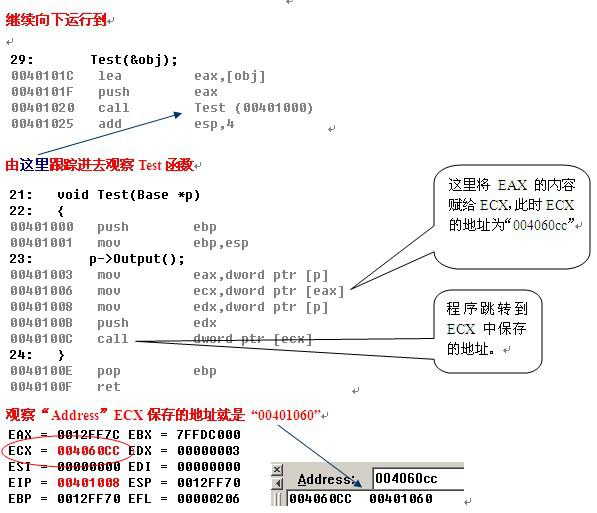 继续向下运行到
29: Test(&obj);
0040101C lea eax,[obj]
0040101F push eax
00401020 call Test (00401000)
00401025 add esp,4
由这里跟踪进去观察 Test 函数
21: void Test(Base *p)
22: {
00401000 push ebp
00401001 mov ebp,esp
23: p->Output();
00401003 mov eax,dword ptr [p]
00401006 mov ecx,dword ptr [eax]
00401008 mov edx,dword ptr [p]
0040100B push edx
0040100C call dword ptr [ecx]
24: }
0040100E pop ebp
0040100F ret
这里将 EAX 的内容
赋给 ECX,此时 ECX
的地址为“004060cc”
程序跳转到
ECX 中保存
的地址。
观察“Address”ECX 保存的地址就是 “00401060”
EAX = 0012FF7C EBX = 7FFDC000
ECX = 004060CC EDX = 00000003
ESI = 00000000 EDI = 00000000
EIP = 00401008 ESP = 0012FF70
EBP = 0012FF70 EFL = 00000206
Address: 004060cc
004060CC 00401060